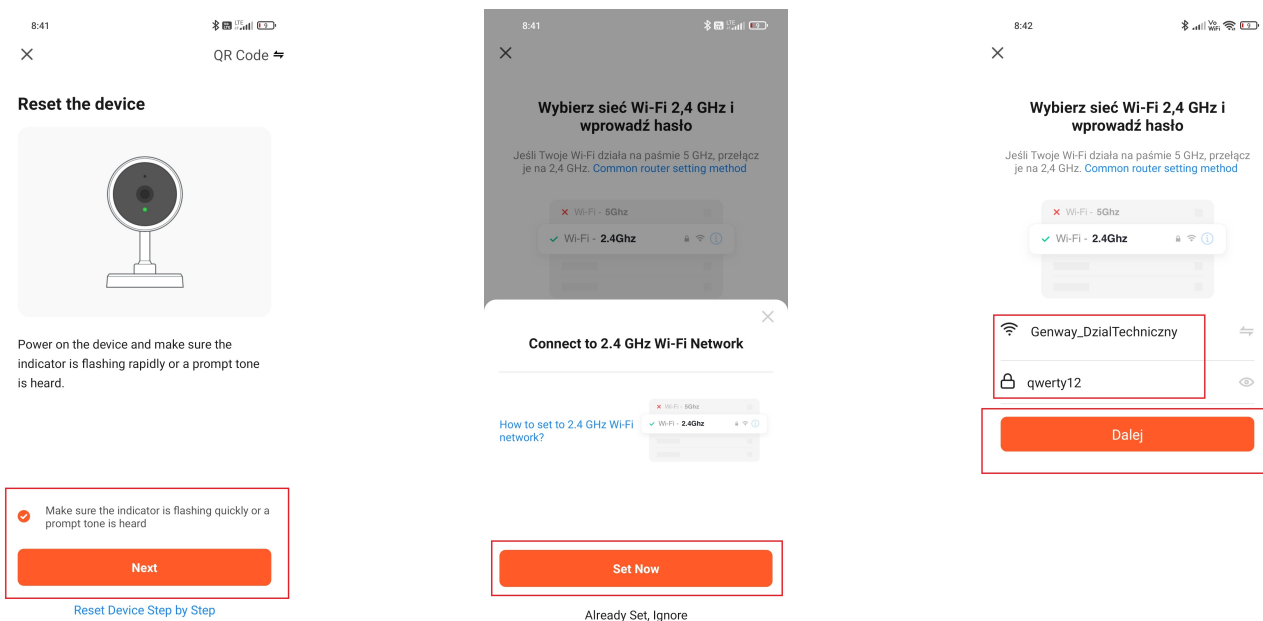 8:41
QR Code
Reset the device
Power on the device and make sure the
indicator is flashing rapidly or a prompt tone
is heard.
Make sure the indicator is flashing quickly or a
prompt tone is heard
Next
Reset Device Step by Step
8:41
Wybierz sieć Wi-Fi 2,4 GHz i
wprowadź hasło
Jeśli Twoje Wi-Fi działa na paśmie 5 GHz, przełącz
je na 2,4 GHz. Common router setting method
Wi-Fi - 5Ghz
Wi-Fi - 2.4Ghz
Connect to 2.4 GHz Wi-Fi Network
How to set to 2.4 GHz Wi-Fi
network?
Wi-Fi - 5Ghz
Wi-Fi - 2.4Ghz
Set Now
Already Set, Ignore
8:42
Vo
WiFi
Wybierz sieć Wi-Fi 2,4 GHz i
wprowadź hasło
Jeśli Twoje Wi-Fi działa na paśmie 5 GHz, przełącz
je na 2,4 GHz. Common router setting method
Wi-Fi - 5Ghz
Wi-Fi - 2.4Ghz
Genway_DzialTechniczny
qwerty12
Dalej